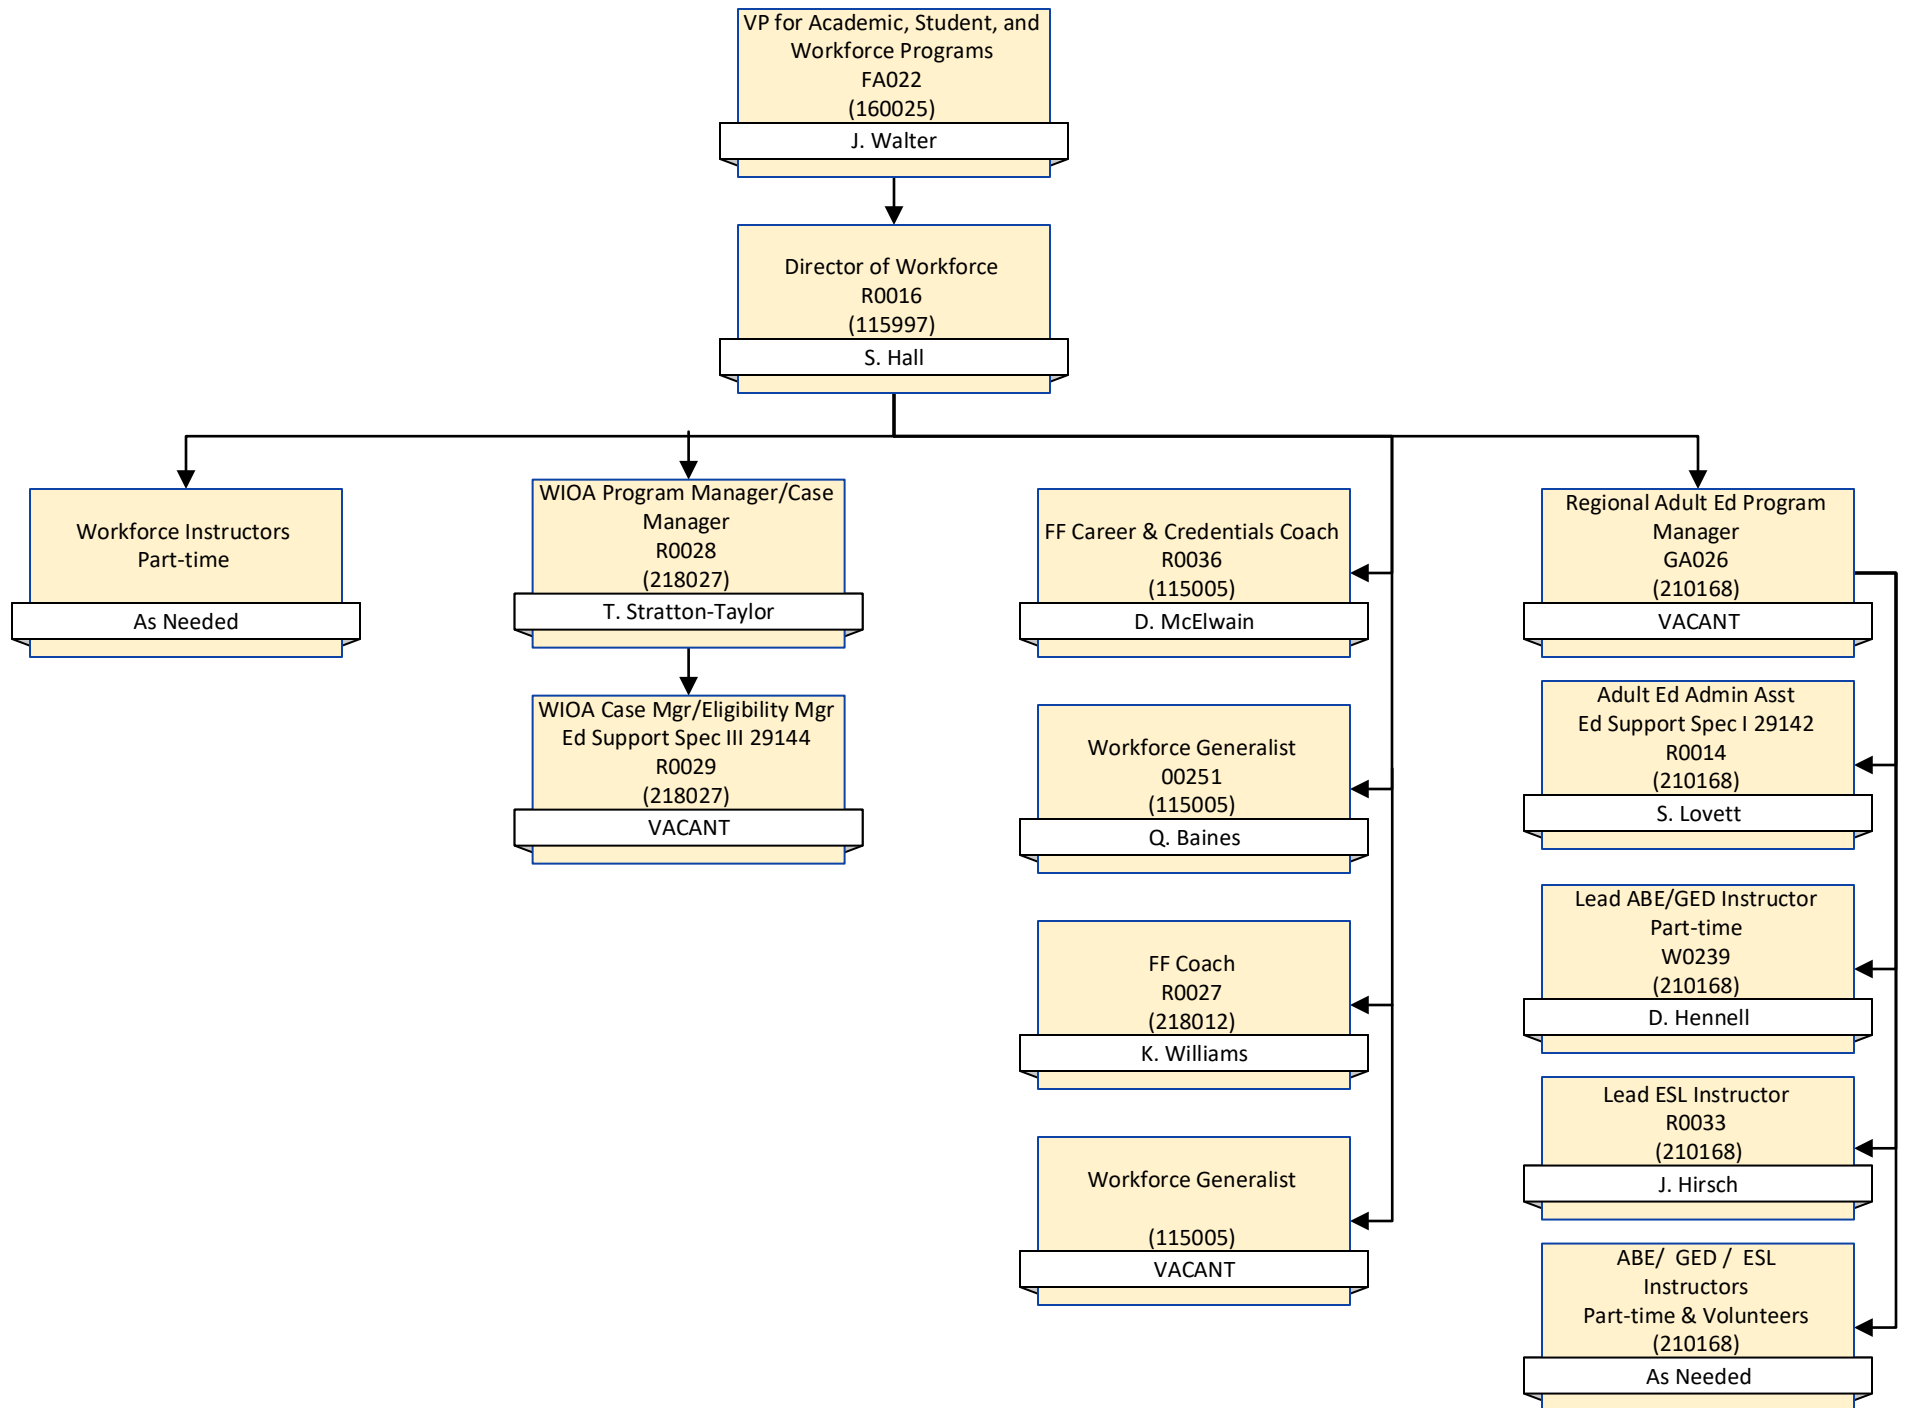 VP for Academic, Student, and
Workforce Programs
FA022
(160025)
J. Walter
Director of Workforce
R0016
(115997)
S. Hall
Workforce Instructors
Part-time
As Needed
WIOA Program Manager/Case
Manager
R0028
(218027)
T. Stratton-Taylor
WIOA Case Mgr/Eligibility Mgr
Ed Support Spec III 29144
R0029
(218027)
VACANT
FF Career & Credentials Coach
R0036
(115005)
D. McElwain
Workforce Generalist
00251
(115005)
Q. Baines
FF Coach
R0027
(218012)
K. Williams
Workforce Generalist
(115005)
VACANT
Regional Adult Ed Program
Manager
GA026
(210168)
VACANT
Adult Ed Admin Asst
Ed Support Spec I 29142
R0014
(210168)
S. Lovett
Lead ABE/GED Instructor
Part-time
W0239
(210168)
D. Hennell
Lead ESL Instructor
R0033
(210168)
J. Hirsch
ABE/  GED /  ESL
Instructors
Part-time & Volunteers
(210168)
As Needed